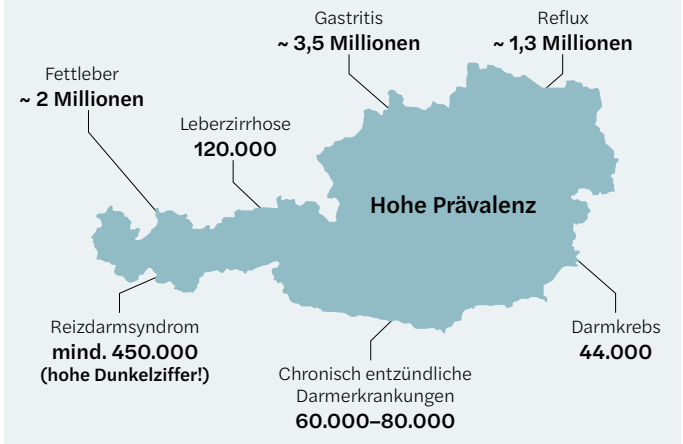 Gastritis
~ 3,5 Millionen
Reflux
~ 1,3 Millionen
Fettleber
~ 2 Millionen
Leberzirrhose
120.000
Hohe Prävalenz
Reizdarmsyndrom
mind. 450.000
(hohe Dunkelziffer!)
Chronisch entzündliche
Darmerkrankungen
60.000–80.000
Darmkrebs
44.000